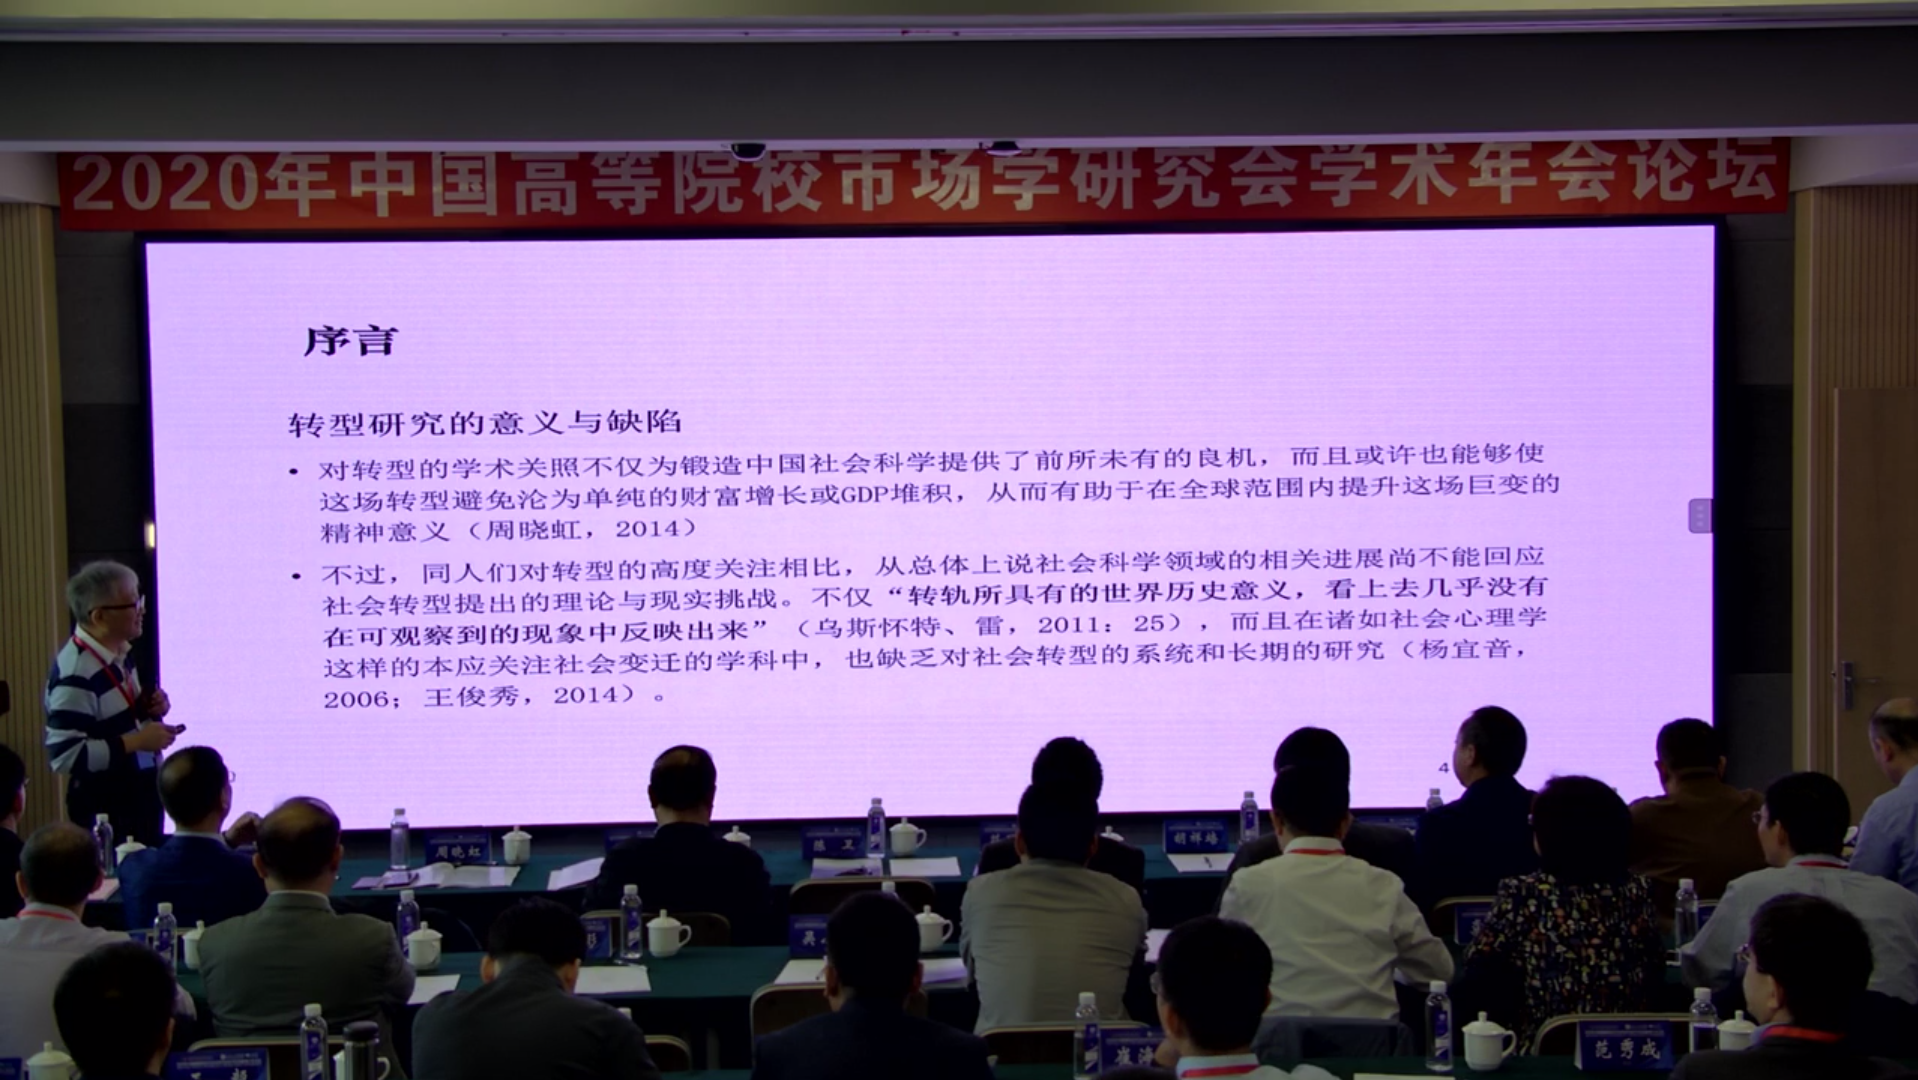 2020年中国高等院校市场学研究会学术年会论坛
序言
转型研究的意义与缺陷
• 对转型的学术关照不仅为锻造中国社会科学提供了前所未有的良机，而且或许也能够使
这场转型避免沦为单纯的财富增长或GDP堆积，从而有助于在全球范围内提升这场巨变的
精神意义（周晓虹，2014）
• 不过，同人们对转型的高度关注相比，从总体上说社会科学领域的相关进展尚不能回应
社会转型提出的理论与现实挑战。不仅“转轨所具有的世界历史意义，看上去几乎没有
在可观察到的现象中反映出来”（乌斯怀特、雷，2011：25），而且在诸如社会心理学
这样的本应关注社会变迁的学科中，也缺乏对社会转型的系统和长期的研究（杨宜音，
2006；王俊秀，2014）。
4
周晓虹
陈 卫
胡祥培
吴
崔海
范秀成